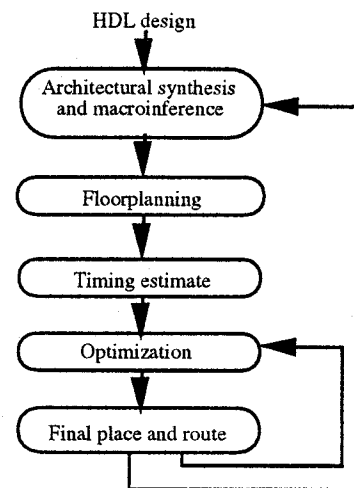 HDL design
Architectural synthesis
and macroinference
Floorplanning
Timing estimate
Optimization
Final place and route